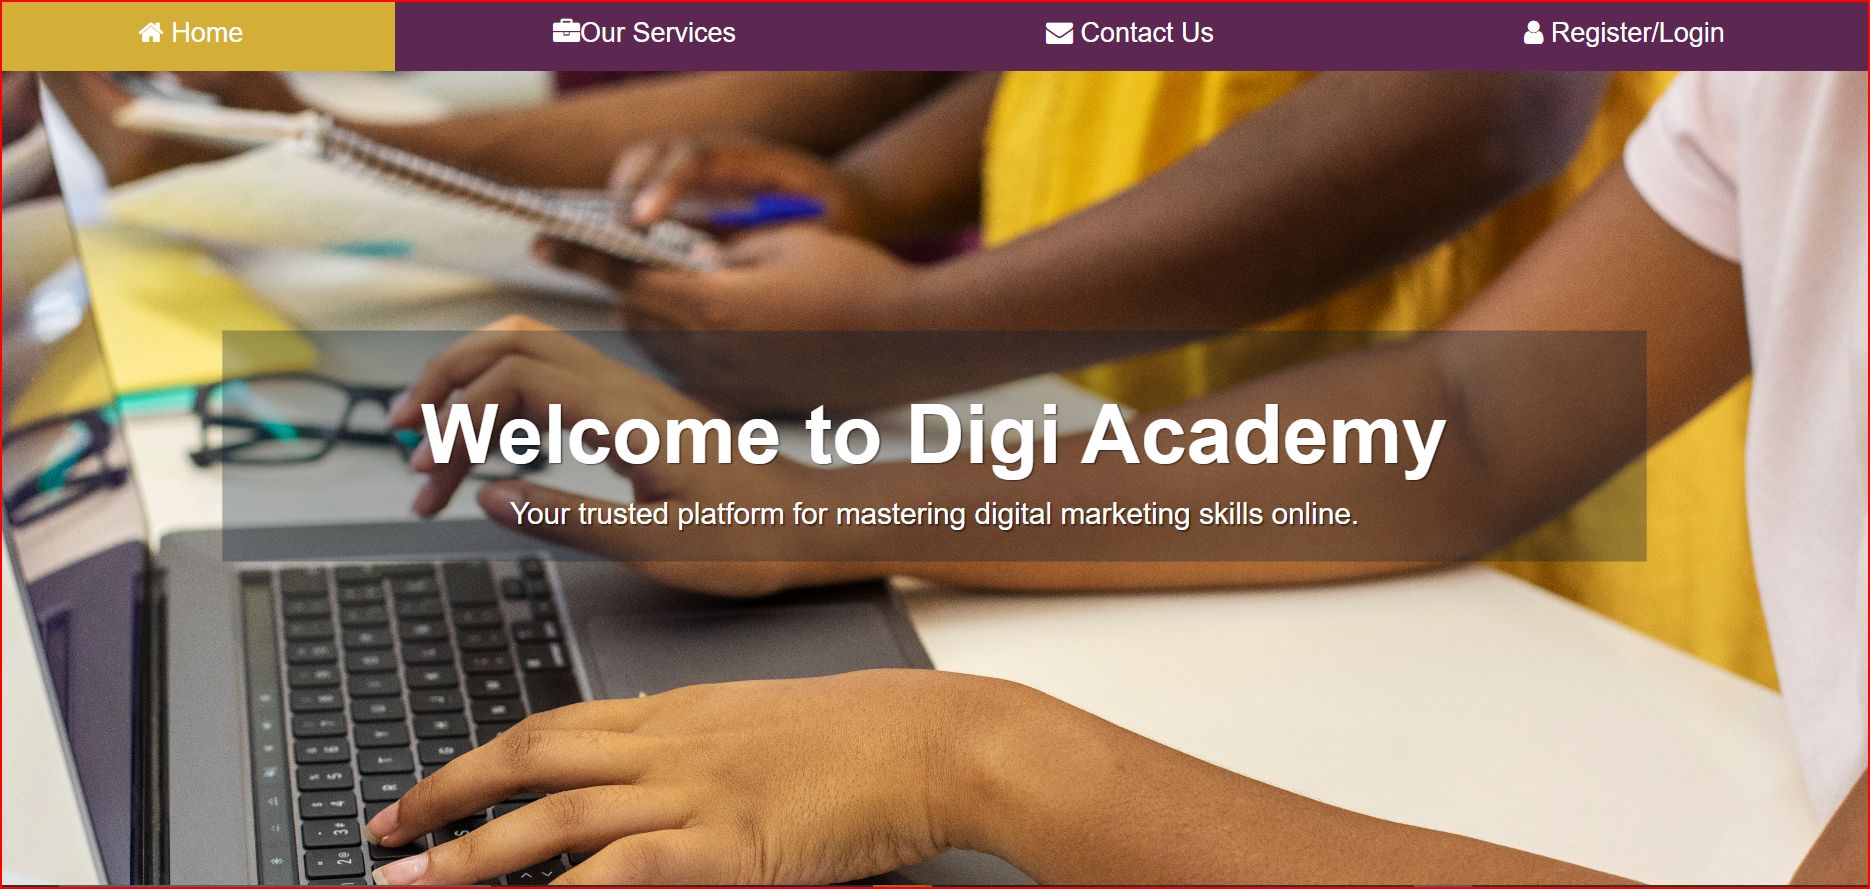 Home
Our Services
Contact Us
Register/Login
Welcome to Digi Academy
Your trusted platform for mastering digital marketing skills online.